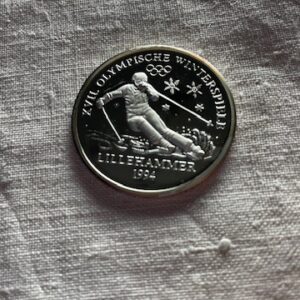 XVII. OLYMPISCHE WINTERSPIELE
LILLEHAMMER
1994